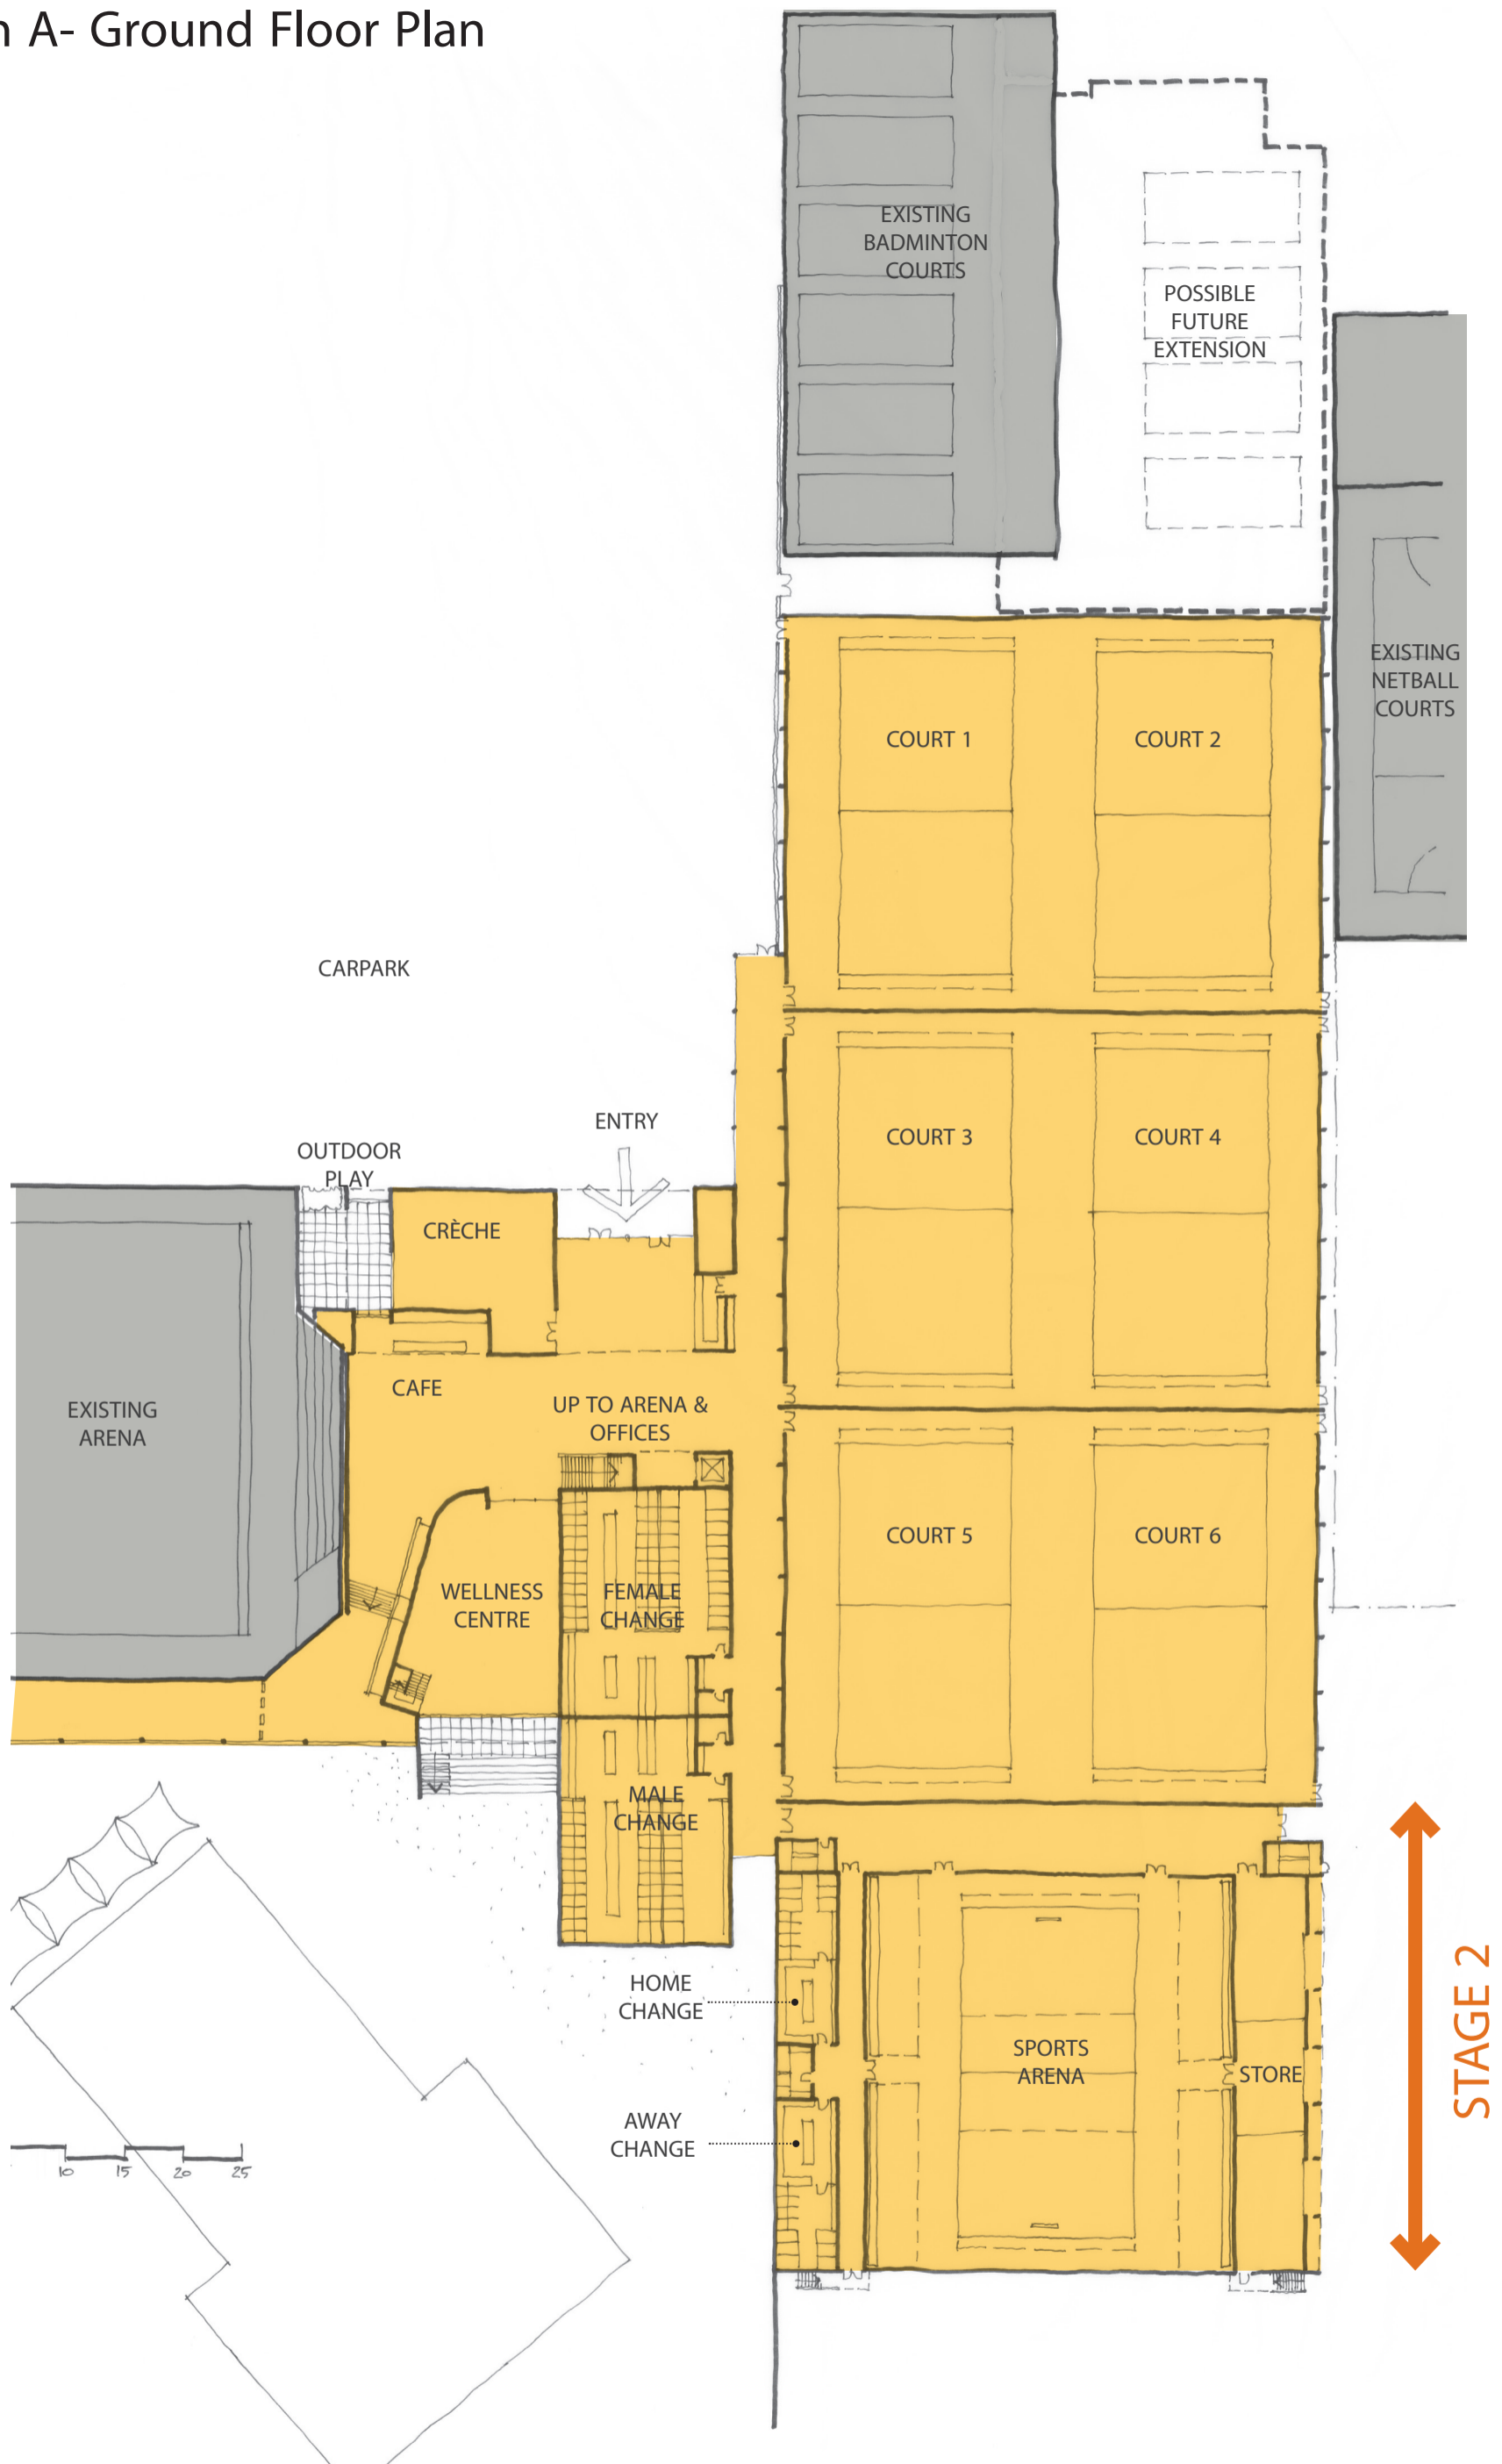 A- Ground Floor Plan
EXISTING
BADMINTON
COURTS
POSSIBLE
FUTURE
EXTENSION
EXISTING
NETBALL
COURTS
COURT 1
COURT 2
CARPARK
ENTRY
OUTDOOR
PLAY
COURT 3
COURT 4
CRÈCHE
CAFE
UP TO ARENA &
OFFICES
EXISTING
ARENA
COURT 5
COURT 6
WELLNESS
CENTRE
FEMALE
CHANGE
MALE
CHANGE
HOME
CHANGE
SPORTS
ARENA
STORE
STAGE 2
AWAY
CHANGE
10 15 20 25